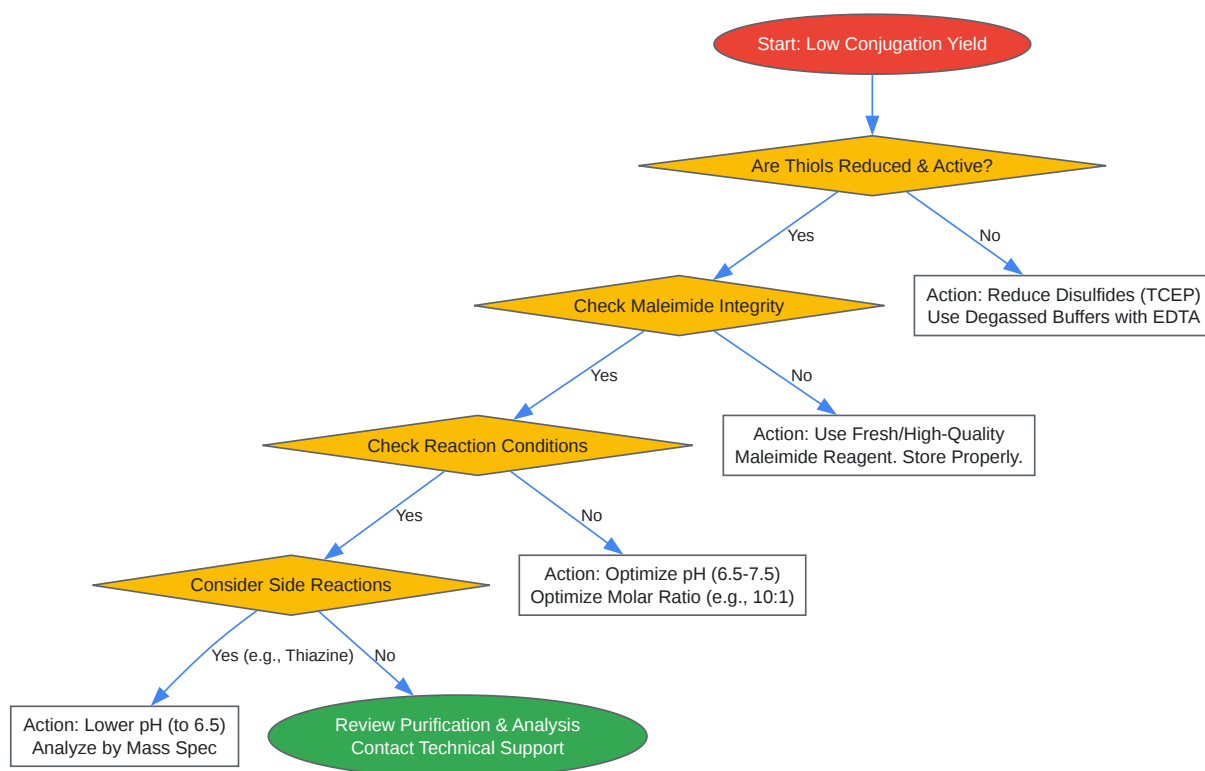 Start: Low Conjugation Yield
Are Thiols Reduced & Active?
Yes
No
Check Maleimide Integrity
Action: Reduce Disulfides (TCEP)
Use Degassed Buffers with EDTA
Yes
No
Check Reaction Conditions
Action: Use Fresh/High-Quality
Maleimide Reagent. Store Properly.
Yes
No
Consider Side Reactions
Action: Optimize pH (6.5-7.5)
Optimize Molar Ratio (e.g., 10:1)
Yes (e.g., Thiazine)
No
Action: Lower pH (to 6.5)
Analyze by Mass Spec
Review Purification & Analysis
Contact Technical Support